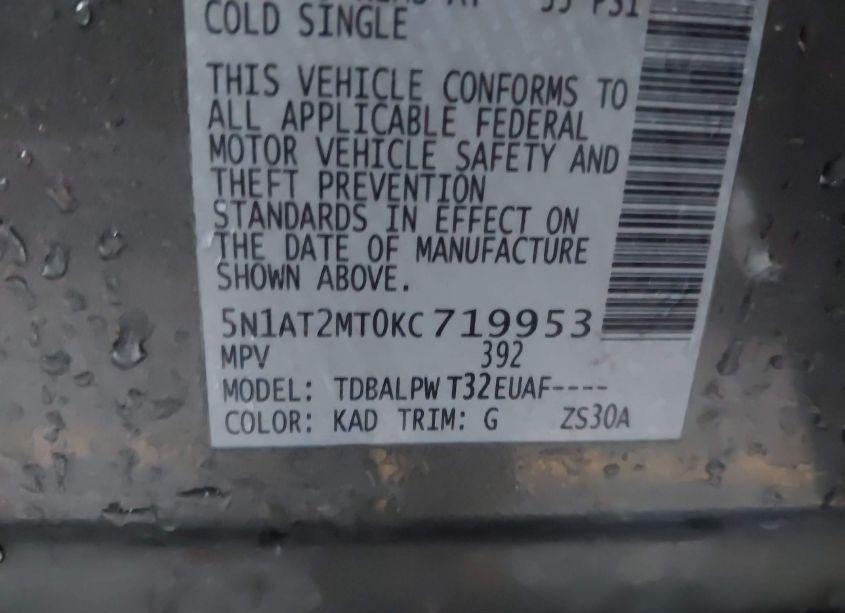 COLD SINGLE
THIS VEHICLE CONFORMS TO
ALL APPLICABLE FEDERAL
MOTOR VEHICLE SAFETY AND
THEFT PREVENTION
STANDARDS IN EFFECT ON
THE DATE OF MANUFACTURE
SHOWN ABOVE.
5N1AT2MT0KC719953
MPV 392
MODEL: TDBALPW T32EUAF----
COLOR: KAD TRIM: G ZS30A